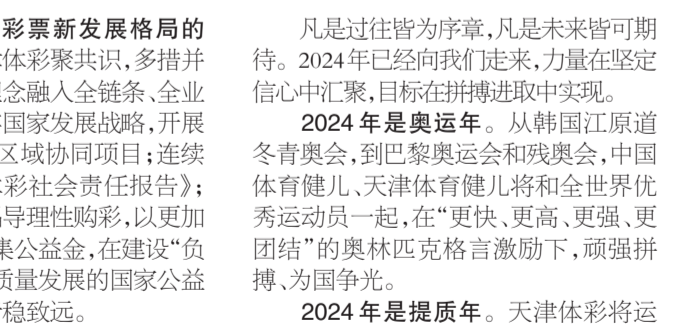 彩票新发展格局的
体彩聚共识，多措并
念融入全链条、全业
国家发展战略，开展
区域协同项目；连续
彩社会责任报告》；
导理性购彩，以更加
集公益金，在建设“负
质量发展的国家公益
稳致远。
凡是过往皆为序章，凡是未来皆可期
待。2024年已经向我们走来，力量在坚定
信心中汇聚，目标在拼搏进取中实现。
2024年是奥运年。从韩国江原道
冬青奥会，到巴黎奥运会和残奥会，中国
体育健儿、天津体育健儿将和全世界优
秀运动员一起，在“更快、更高、更强、更
团结”的奥林匹克格言激励下，顽强拼
搏、为国争光。
2024年是提质年。天津体彩将运